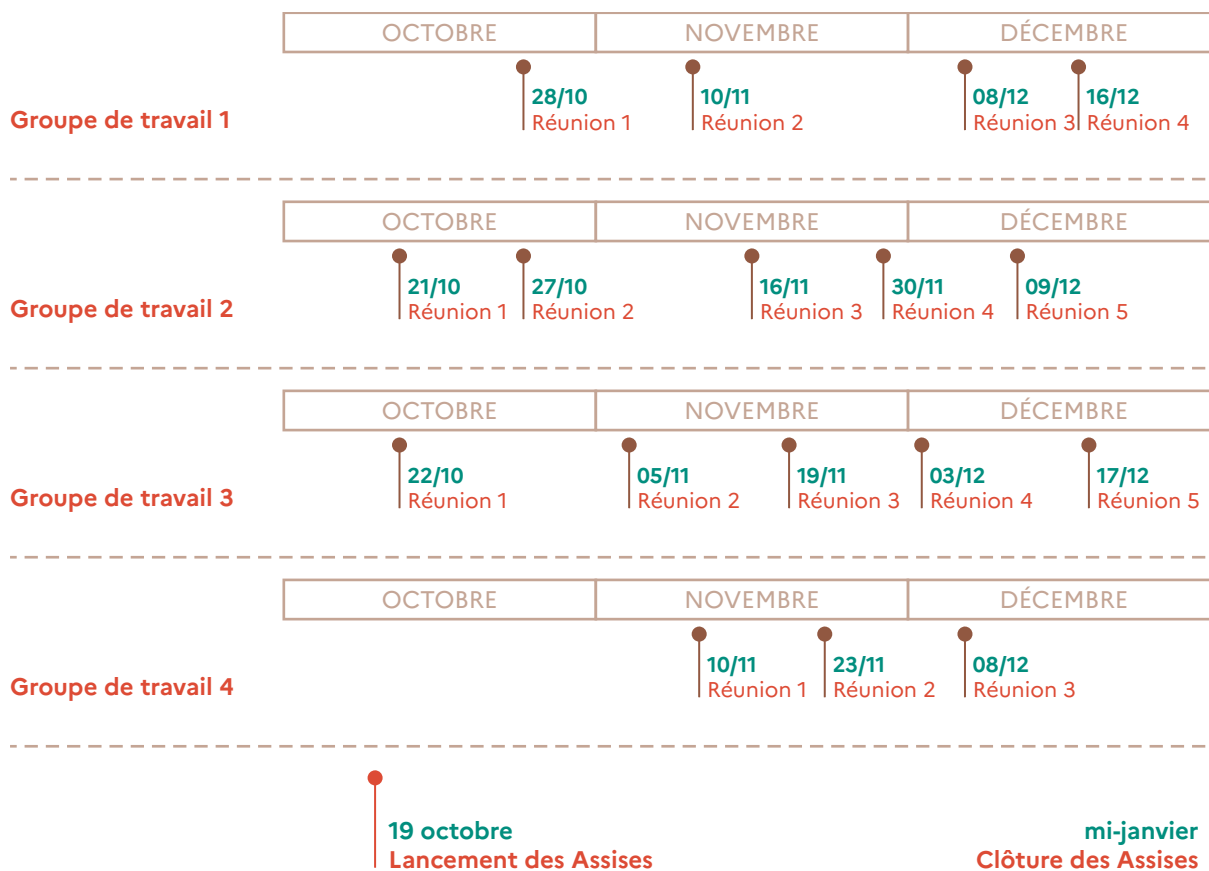 OCTOBRE NOVEMBRE DÉCEMBRE
Groupe de travail 1
28/10 10/11 08/12 16/12
Réunion 1 Réunion 2 Réunion 3 Réunion 4
OCTOBRE NOVEMBRE DÉCEMBRE
Groupe de travail 2
21/10 27/10 16/11 30/11 09/12
Réunion 1 Réunion 2 Réunion 3 Réunion 4 Réunion 5
OCTOBRE NOVEMBRE DÉCEMBRE
Groupe de travail 3
22/10 05/11 19/11 03/12 17/12
Réunion 1 Réunion 2 Réunion 3 Réunion 4 Réunion 5
OCTOBRE NOVEMBRE DÉCEMBRE
Groupe de travail 4
10/11 23/11 08/12
Réunion 1 Réunion 2 Réunion 3
19 octobre mi-janvier
Lancement des Assises Clôture des Assises